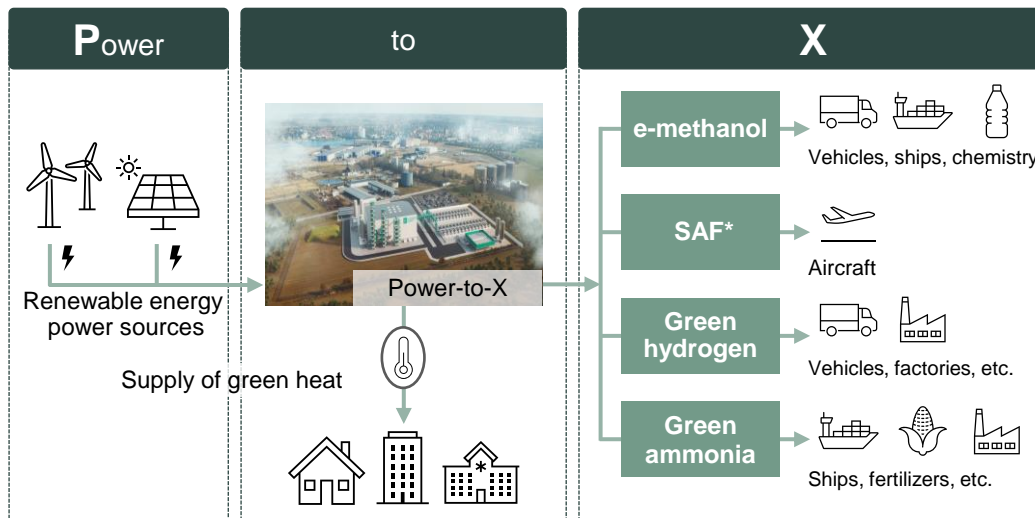 Power
to
X
Renewable energy
power sources
Power-to-X
Supply of green heat
e-methanol
Vehicles, ships, chemistry
SAF*
Aircraft
Green
hydrogen
Vehicles, factories, etc.
Green
ammonia
Ships, fertilizers, etc.